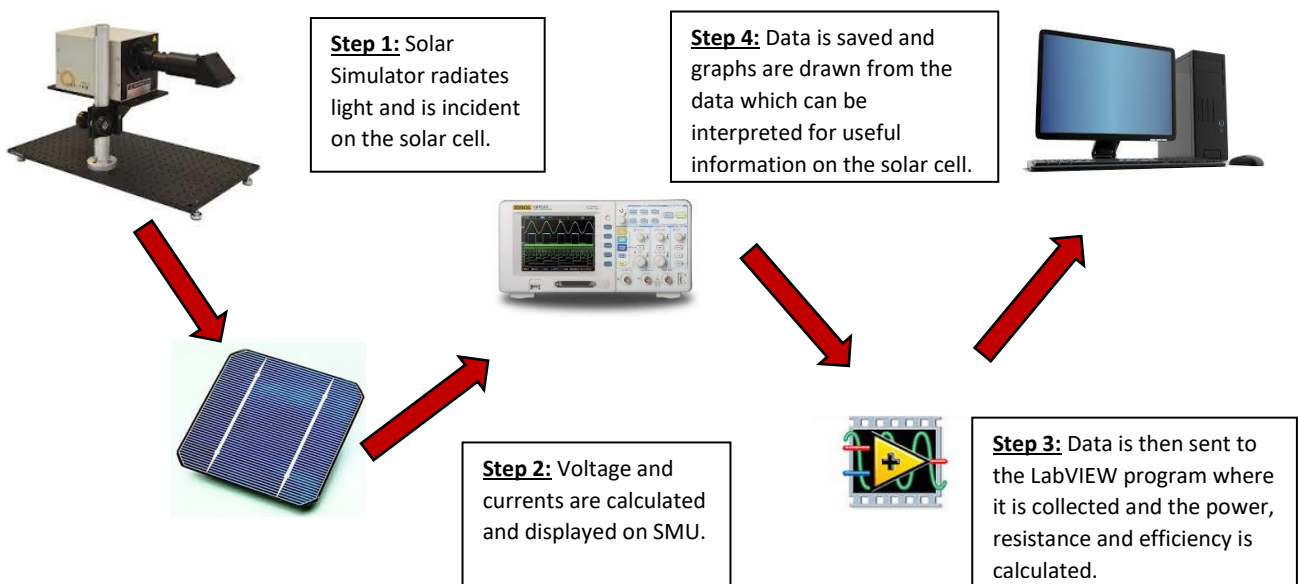 Step 1: Solar
Simulator radiates
light and is incident
on the solar cell.
Step 4: Data is saved and
graphs are drawn from the
data which can be
interpreted for useful
information on the solar cell.
Step 2: Voltage and
currents are calculated
and displayed on SMU.
Step 3: Data is then sent to
the LabVIEW program where
it is collected and the power,
resistance and efficiency is
calculated.